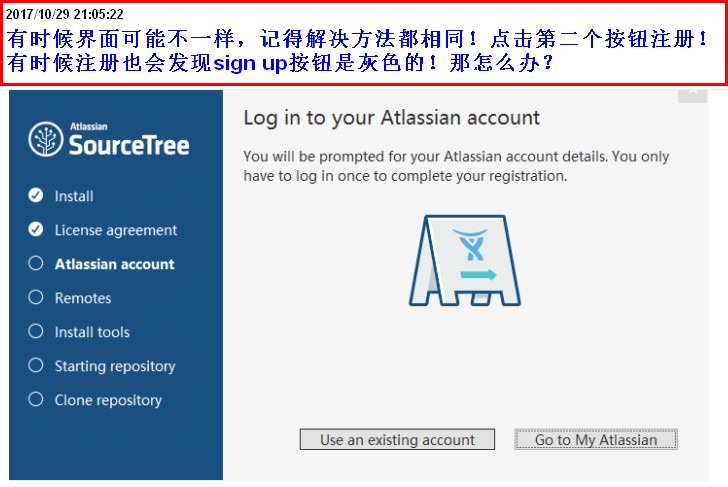 2017/10/29 21:05:22
有时候界面可能不一样，记得解决方法都相同！点击第二个按钮注册！
有时候注册也会发现sign up按钮是灰色的！那怎么办？
Atlassian
SourceTree
Install
License agreement
Atlassian account
Remotes
Install tools
Starting repository
Clone repository
Log in to your Atlassian account
You will be prompted for your Atlassian account details. You only
have to log in once to complete your registration.
Use an existing account
Go to My Atlassian